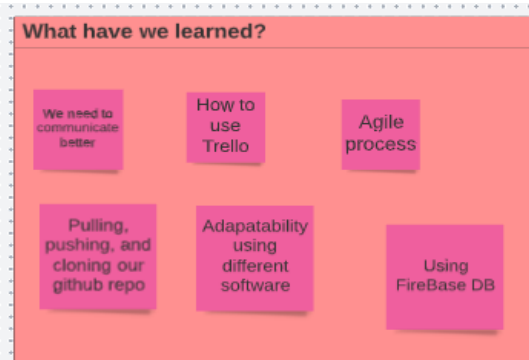 What have we learned?
We need to
communicate
better
How to
use
Trello
Agile
process
Pulling,
pushing, and
cloning our
github repo
Adapatability
using
different
software
Using
FireBase DB